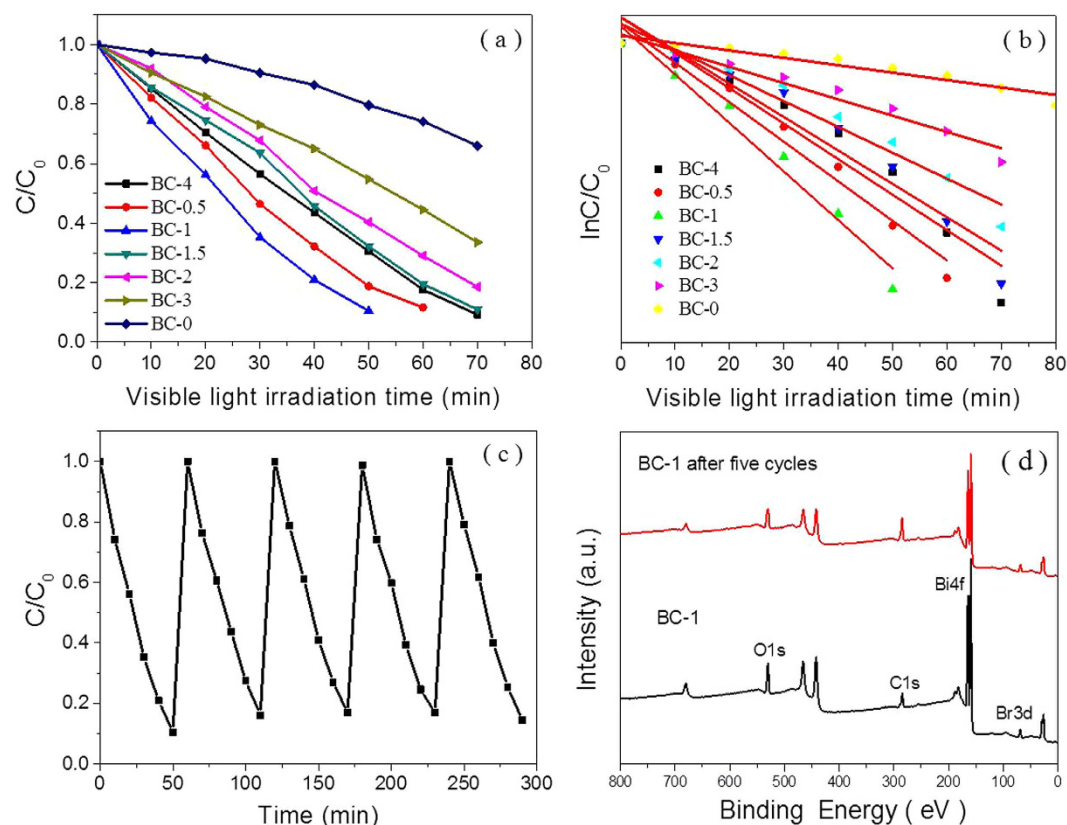 ( a )
1.0
0.8
0.6
0.4
0.2
0.0
C/C0
BC-4
BC-0.5
BC-1
BC-1.5
BC-2
BC-3
BC-0
0 10 20 30 40 50 60 70 80
Visible light irradiation time (min)
( b )
lnC/C0
BC-4
BC-0.5
BC-1
BC-1.5
BC-2
BC-3
BC-0
0 10 20 30 40 50 60 70 80
Visible light irradiation time (min)
( c )
1.0
0.8
0.6
0.4
0.2
0.0
C/C0
0 50 100 150 200 250 300
Time (min)
( d )
BC-1 after five cycles
Intensity (a.u.)
Bi4f
BC-1
O1s
C1s
Br3d
800 700 600 500 400 300 200 100 0
Binding Energy ( eV )